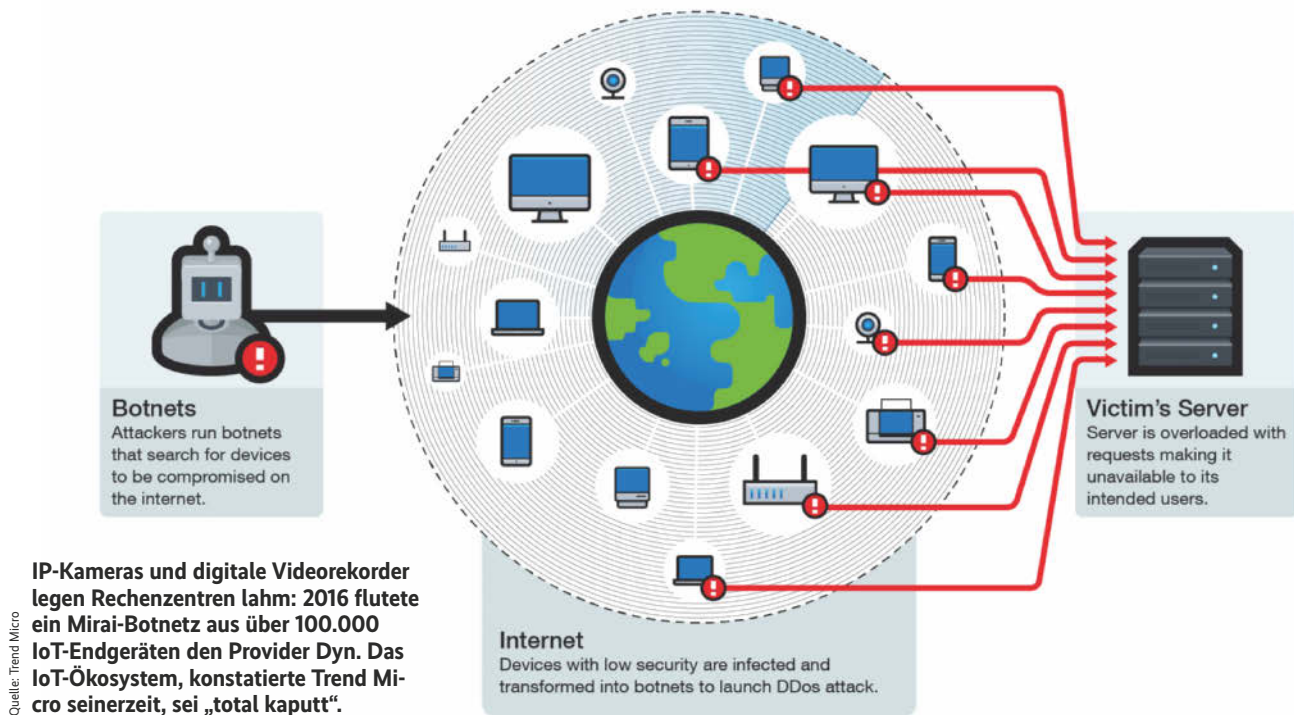 Botnets
Attackers run botnets
that search for devices
to be compromised on
the internet.
Victim's Server
Server is overloaded with
requests making it
unavailable to its
intended users.
Internet
Devices with low security are infected and
transformed into botnets to launch DDos attack.
IP-Kameras und digitale Videorekorder
legen Rechenzentren lahm: 2016 flutete
ein Mirai-Botnetz aus über 100.000
IoT-Endgeräten den Provider Dyn. Das
IoT-Ökosystem, konstatierte Trend Mi-
cro seinerzeit, sei „total kaputt“.
Quelle: Trend Micro